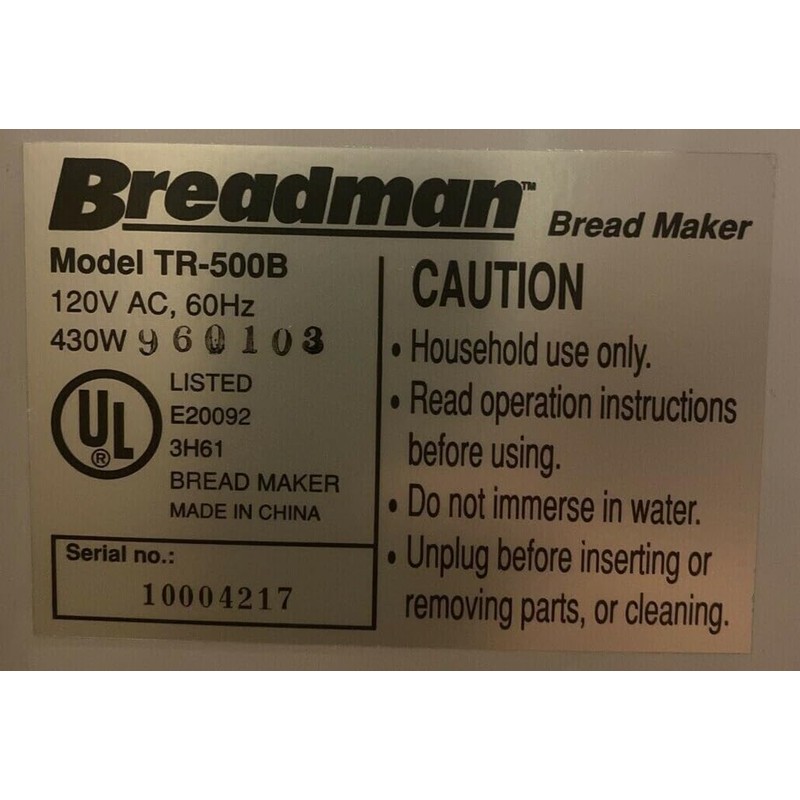 Breadman™ Bread Maker
Model TR-500B
120V AC, 60Hz
430W 960103
UL®
LISTED
E20092
3H61
BREAD MAKER
MADE IN CHINA
Serial no.:
10004217
CAUTION
• Household use only.
• Read operation instructions
before using.
• Do not immerse in water.
• Unplug before inserting or
removing parts, or cleaning.